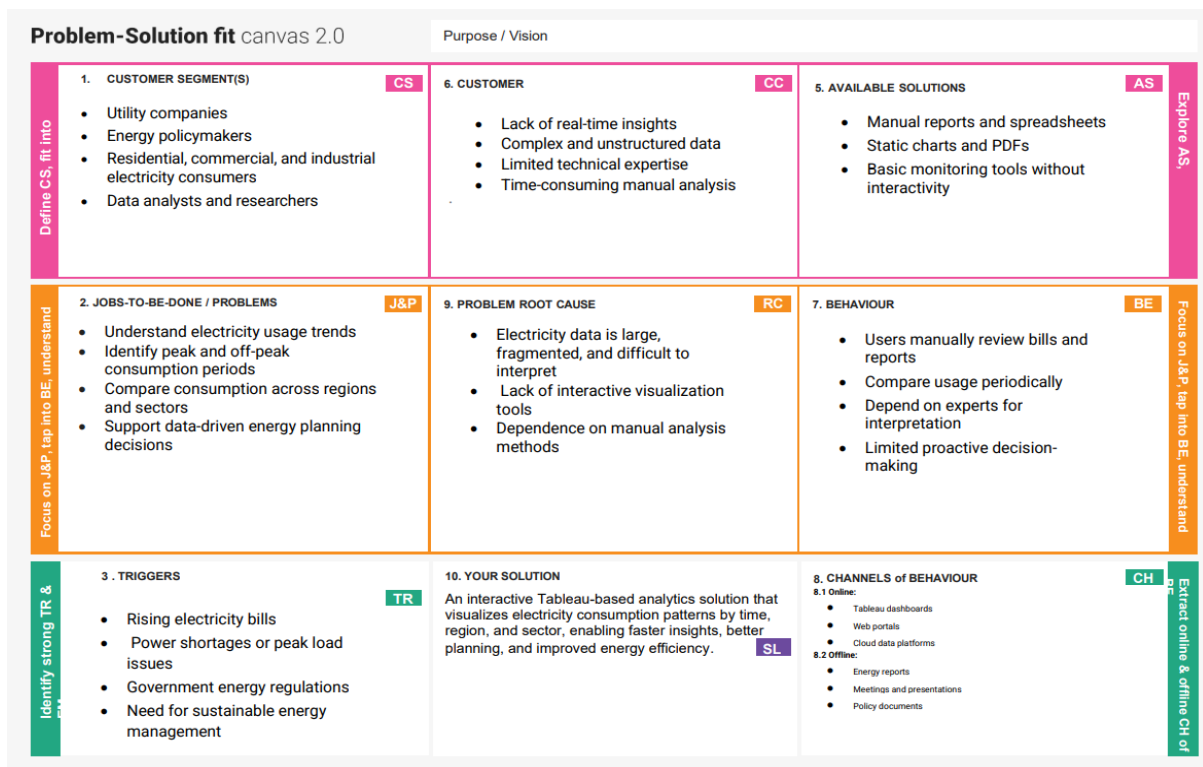 Problem-Solution fit canvas 2.0
Purpose / Vision
Define CS, fit into
1. CUSTOMER SEGMENT(S)
CS
• Utility companies
• Energy policymakers
• Residential, commercial, and industrial
electricity consumers
• Data analysts and researchers
6. CUSTOMER
CC
• Lack of real-time insights
• Complex and unstructured data
• Limited technical expertise
• Time-consuming manual analysis
.
5. AVAILABLE SOLUTIONS
AS
• Manual reports and spreadsheets
• Static charts and PDFs
• Basic monitoring tools without
interactivity
Explore AS,
Focus on J&P, tap into BE, understand
2. JOBS-TO-BE-DONE / PROBLEMS
J&P
• Understand electricity usage trends
• Identify peak and off-peak
consumption periods
• Compare consumption across regions
and sectors
• Support data-driven energy planning
decisions
9. PROBLEM ROOT CAUSE
RC
• Electricity data is large,
fragmented, and difficult to
interpret
• Lack of interactive visualization
tools
• Dependence on manual analysis
methods
7. BEHAVIOUR
BE
• Users manually review bills and
reports
• Compare usage periodically
• Depend on experts for
interpretation
• Limited proactive decision-
making
Focus on J&P, tap into BE, understand
Identify strong TR &
3 . TRIGGERS
TR
• Rising electricity bills
• Power shortages or peak load
issues
• Government energy regulations
• Need for sustainable energy
management
10. YOUR SOLUTION
An interactive Tableau-based analytics solution that
visualizes electricity consumption patterns by time,
region, and sector, enabling faster insights, better
planning, and improved energy efficiency.
SL
8. CHANNELS of BEHAVIOUR
CH
8.1 Online:
• Tableau dashboards
• Web portals
• Cloud data platforms
8.2 Offline:
• Energy reports
• Meetings and presentations
• Policy documents
Extract online & offline CH of